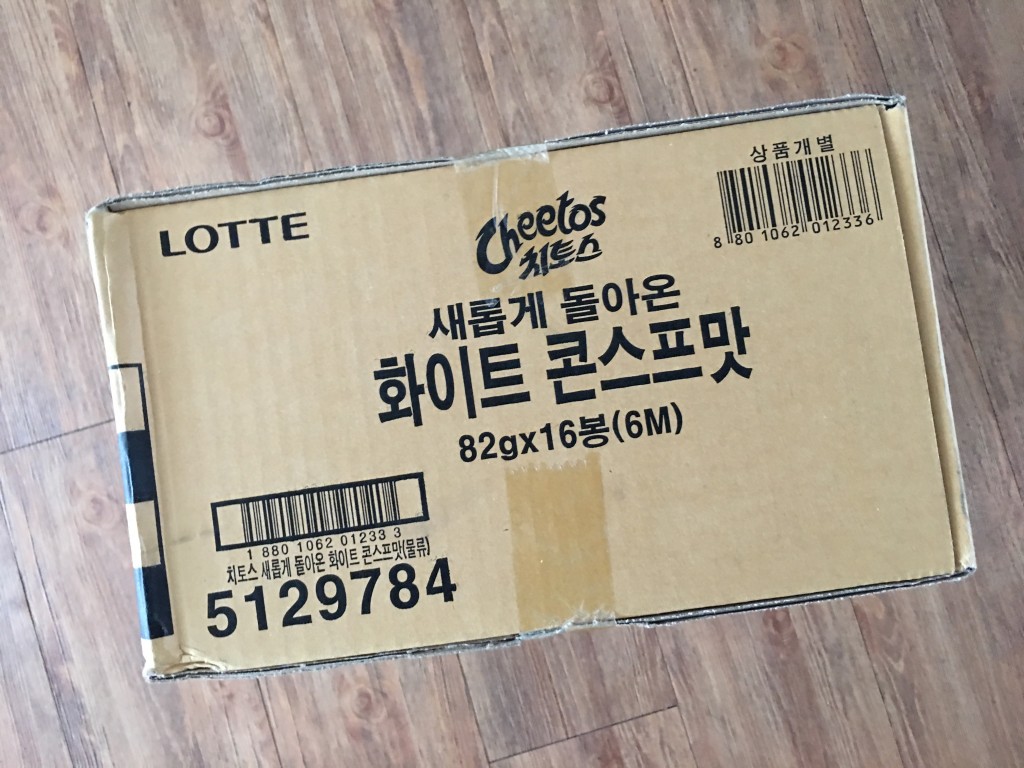 LOTTE
Cheetos
치토스
상품개별
8 801062 012336
새롭게 돌아온
화이트 콘스프맛
82gx16봉(6M)
1 880 1062 01233 3
치토스 새롭게 돌아온 화이트 콘스프맛(물류)
5129784